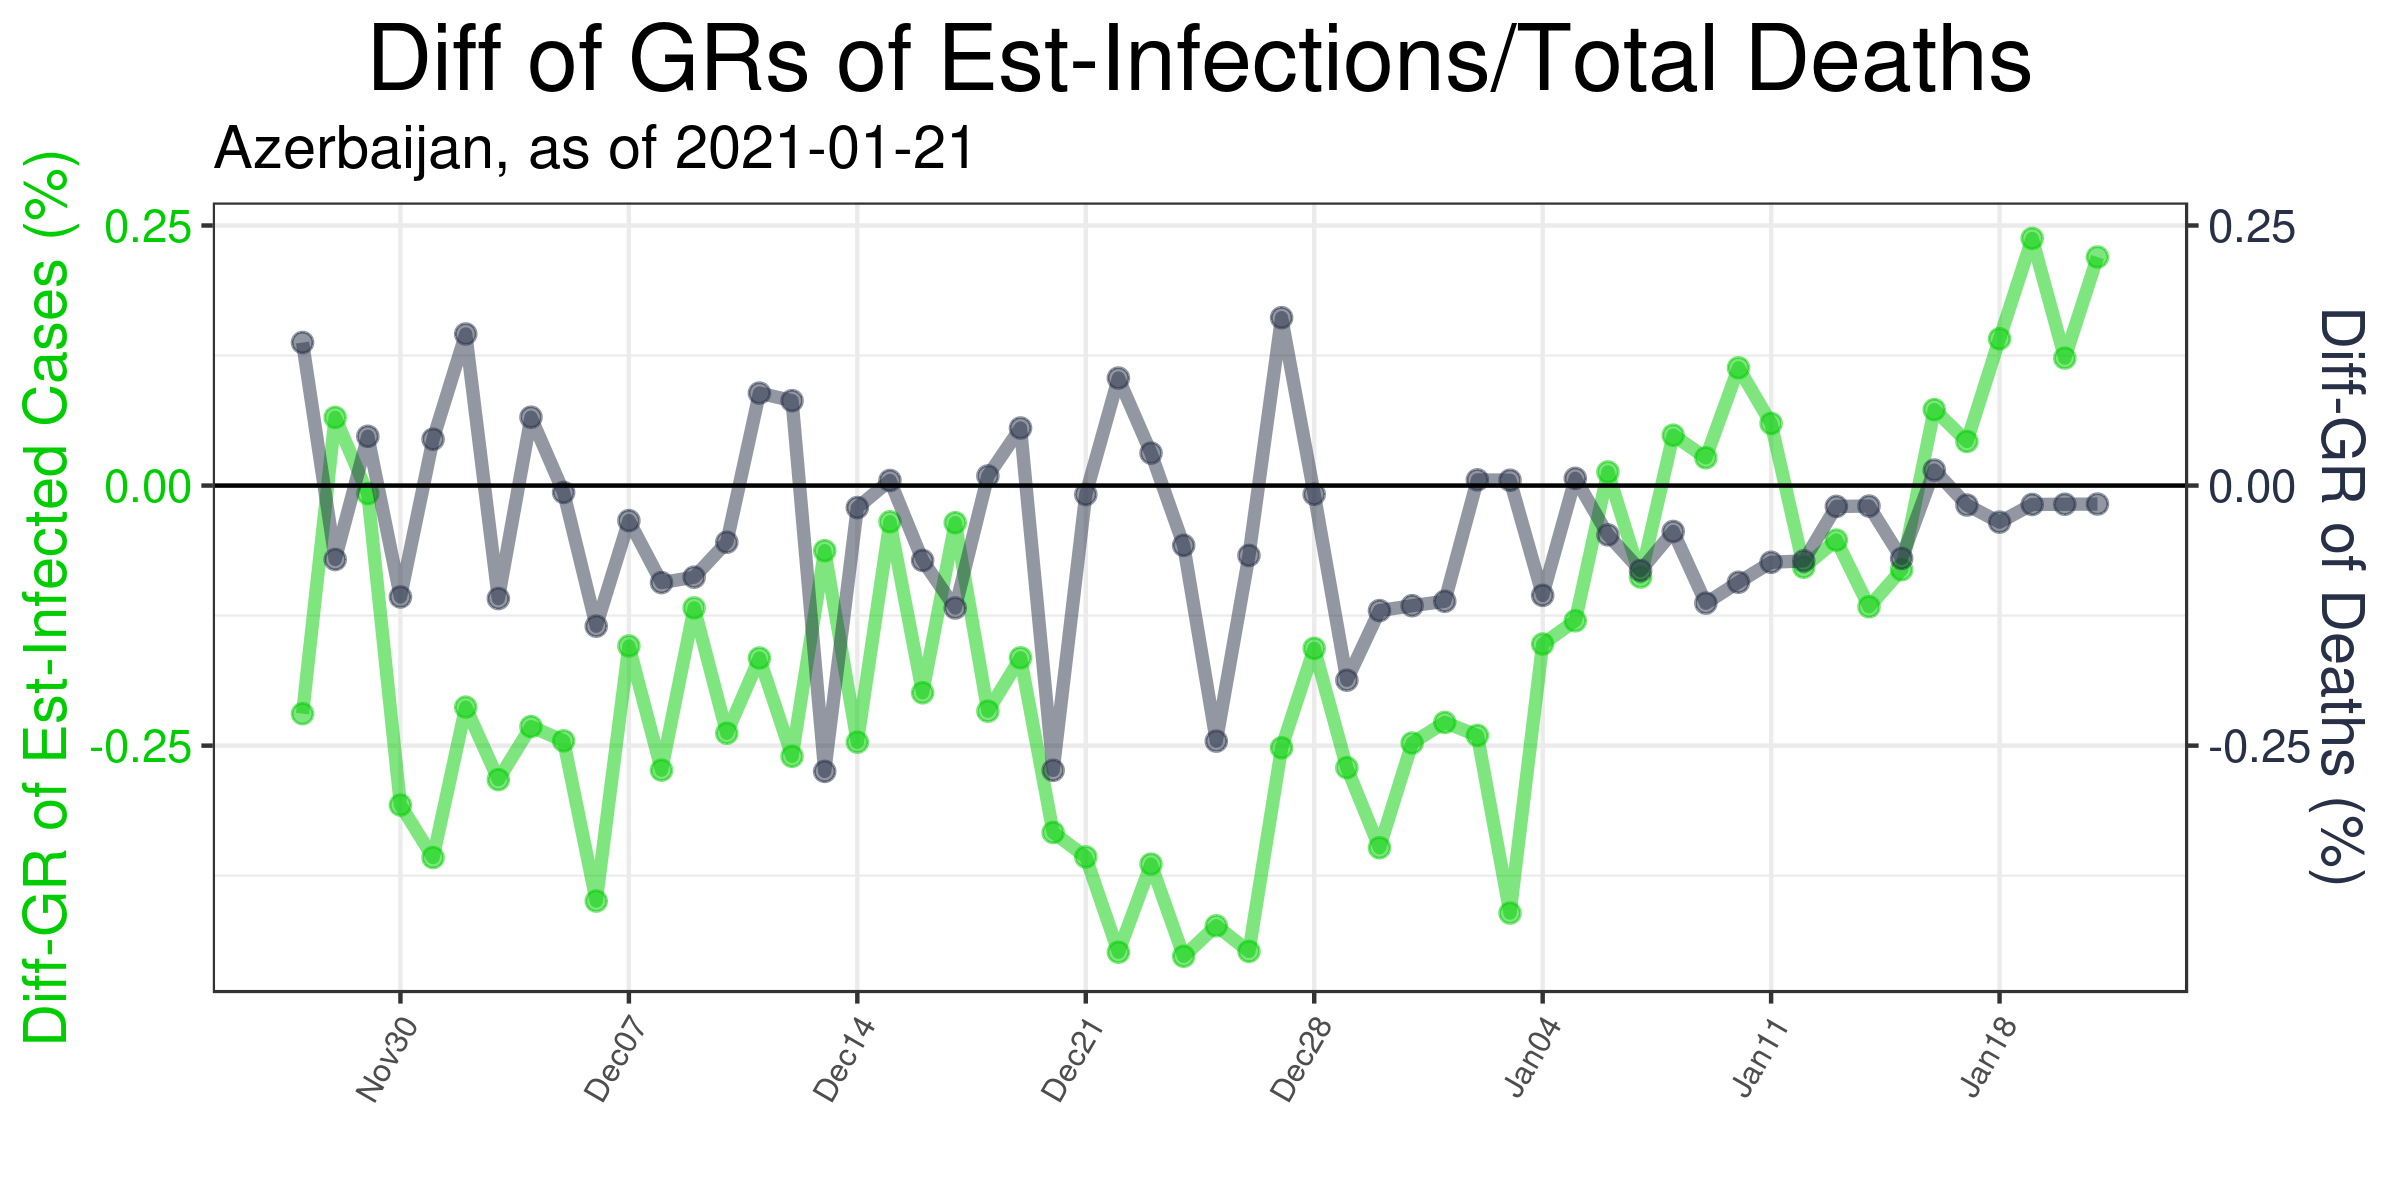 Diff of GRs of Est-Infections/Total Deaths
Azerbaijan, as of 2021-01-21
Diff-GR of Est-Infected Cases (%)
0.25
0.00
-0.25
0.25
0.00
-0.25
Diff-GR of Deaths (%)
Nov30
Dec07
Dec14
Dec21
Dec28
Jan04
Jan11
Jan18